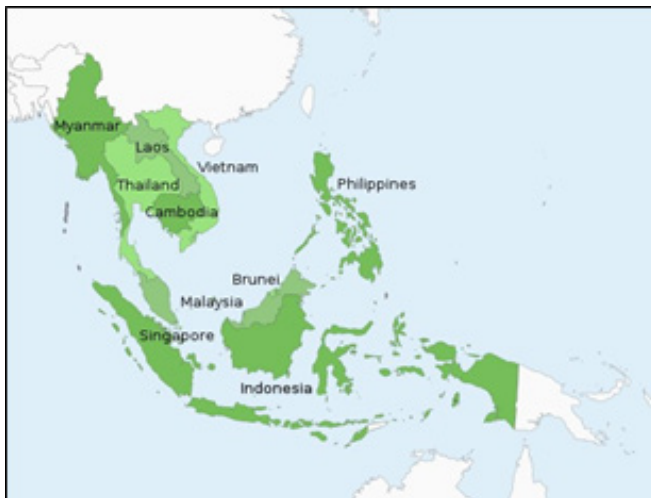 Myanmar
Laos
Vietnam
Thailand
Philippines
Cambodia
Brunei
Malaysia
Singapore
Indonesia